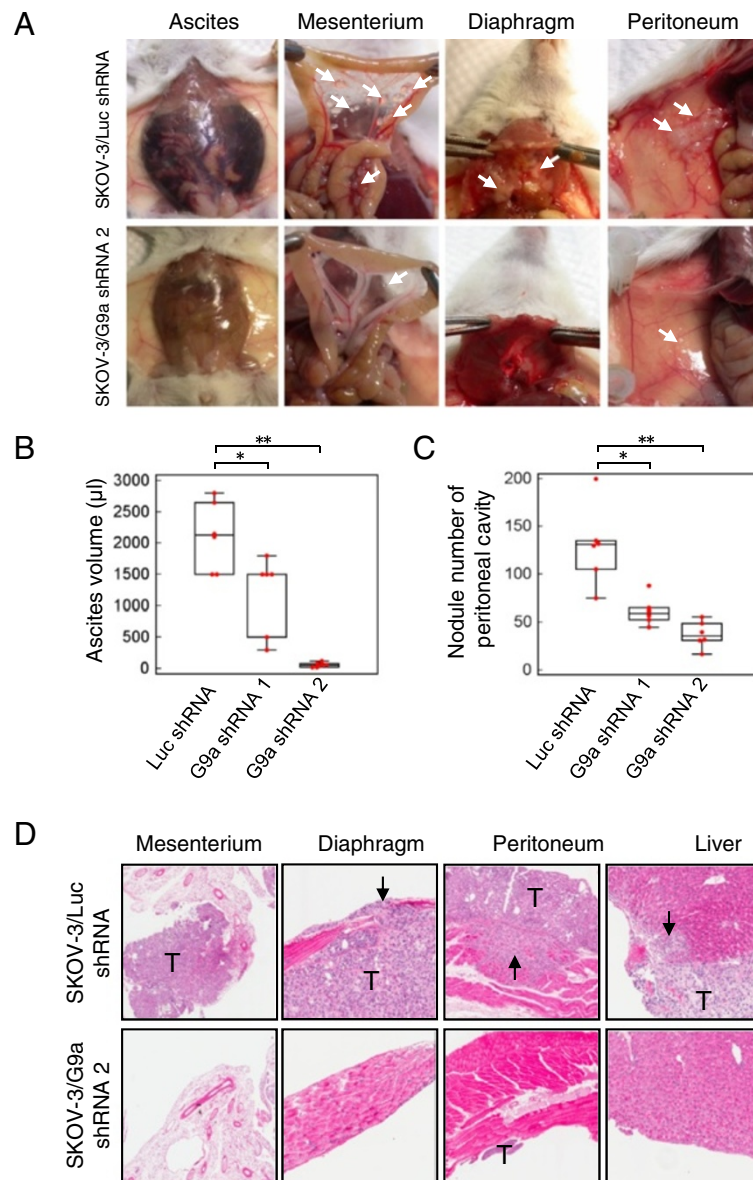 A
Ascites Mesenterium Diaphragm Peritoneum
SKOV-3/Luc shRNA
SKOV-3/G9a shRNA 2
B
**
*
Ascites volume (µl)
3000
2500
2000
1500
1000
500
0
Luc shRNA
G9a shRNA 1
G9a shRNA 2
C
**
*
Nodule number of
peritoneal cavity
200
150
100
50
0
Luc shRNA
G9a shRNA 1
G9a shRNA 2
D
Mesenterium Diaphragm Peritoneum Liver
SKOV-3/Luc
shRNA
T T T T
SKOV-3/G9a
shRNA 2
T